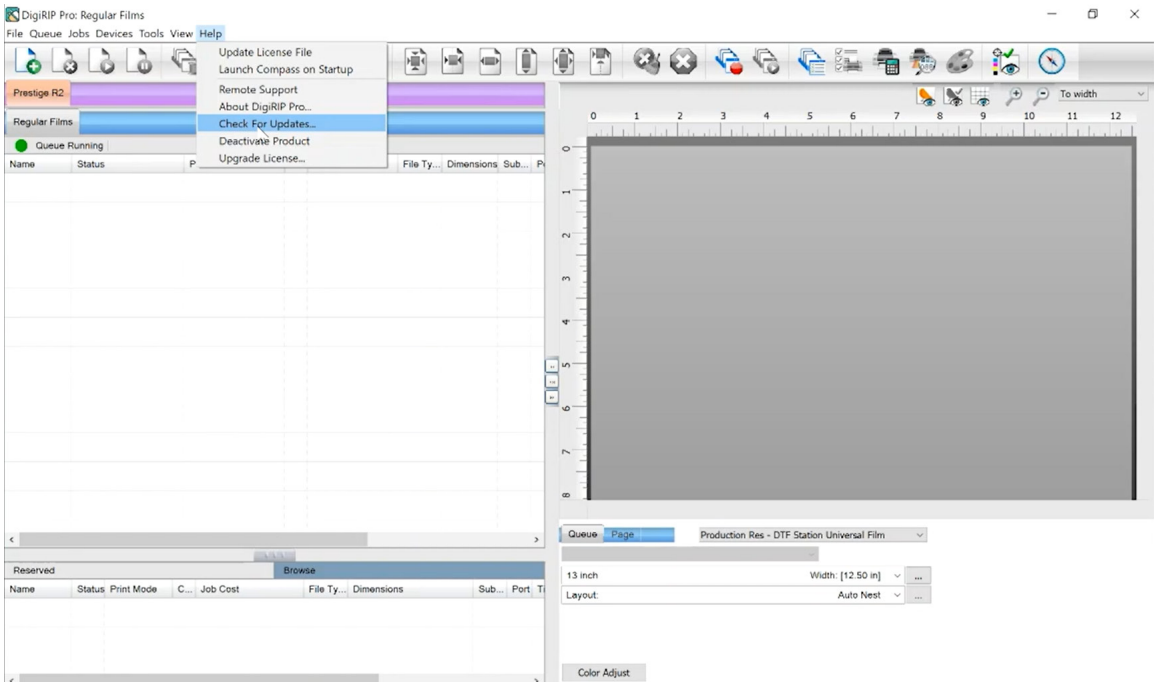 DigiRIP Pro: Regular Films
File Queue Jobs Devices Tools View Help
Update License File
Launch Compass on Startup
Remote Support
About DigiRIP Pro...
Check For Updates...
Deactivate Product
Upgrade License...
Prestige R2
To width
Regular Films
0 1 2 3 4 5 6 7 8 9 10 11 12
Queue Running
Name Status P File Ty... Dimensions Sub... P
0
1
2
3
4
5
6
7
8
Queue Page Production Res - DTF Station Universal Film
Reserved Browse
13 inch Width: [12.50 in] ...
Name Status Print Mode C... Job Cost File Ty... Dimensions Sub... Port Ti
Layout: Auto Nest ...
Color Adjust